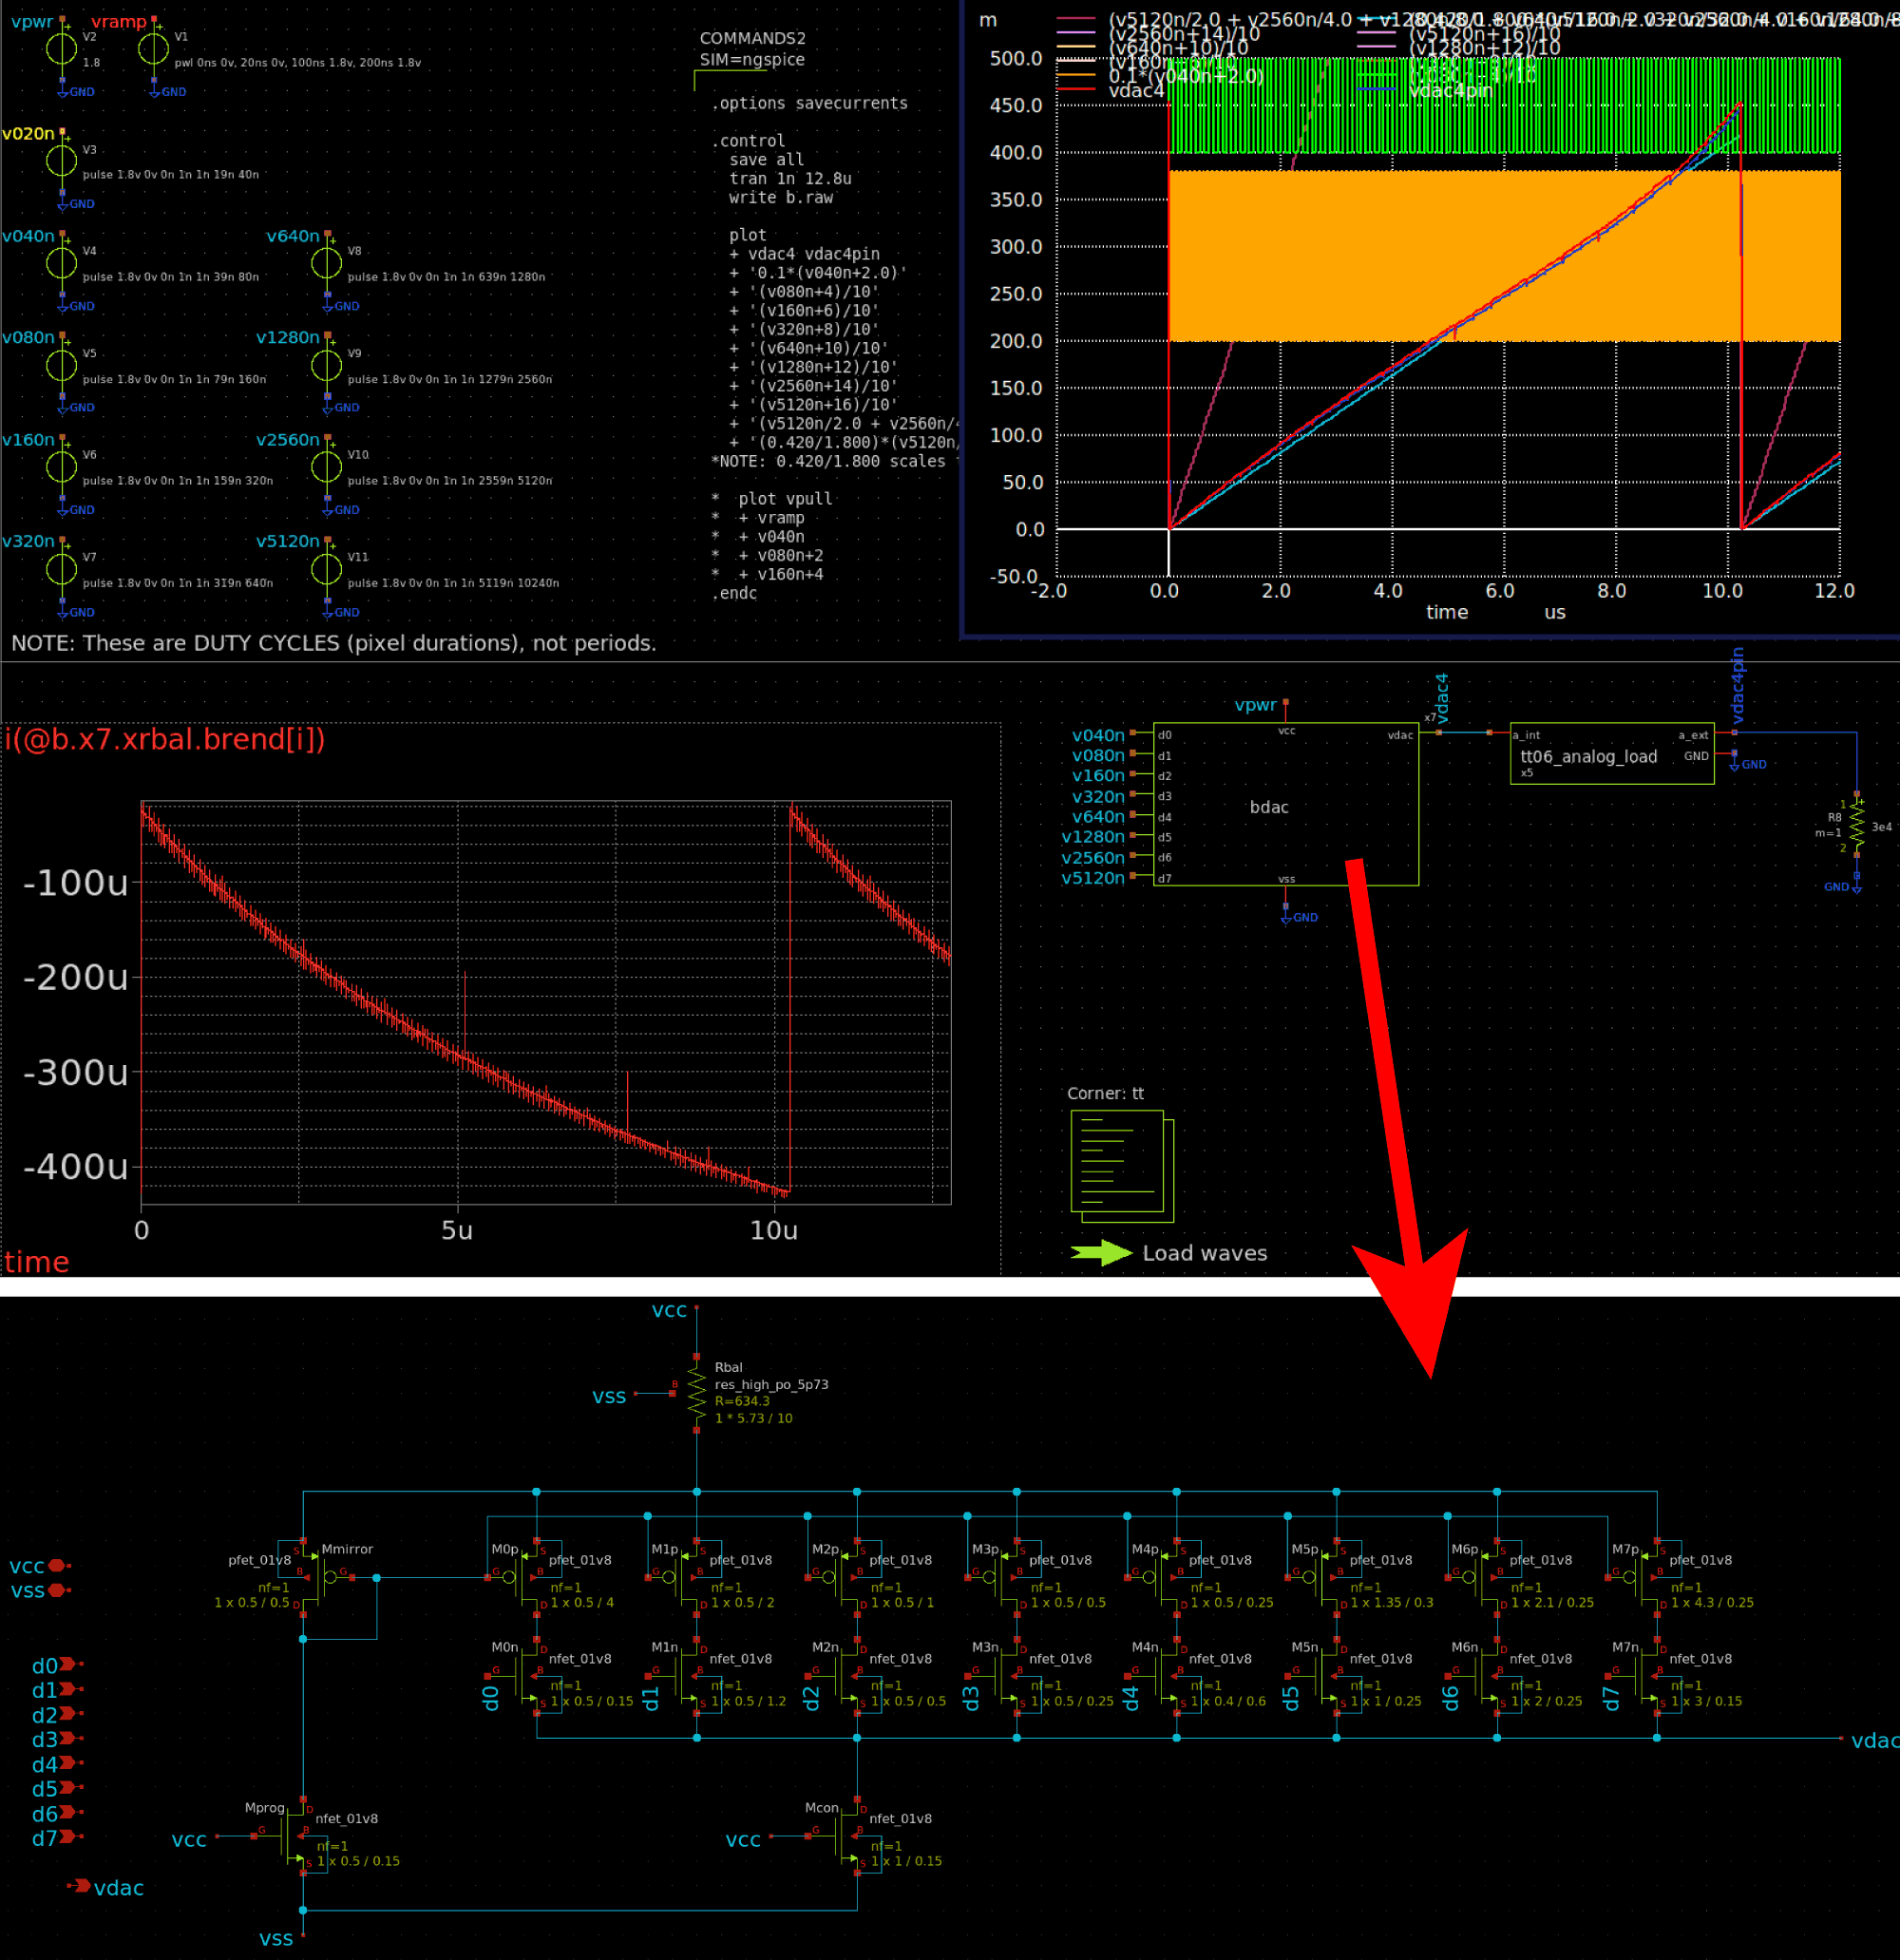 vpwr
V2
1.8
GND
vramp
V1
pwl 0ns 0v, 20ns 0v, 100ns 1.8v, 200ns 1.8v
GND
v020n
V3
pulse 1.8v 0v 0n 1n 1n 19n 40n
GND
v040n
V4
pulse 1.8v 0v 0n 1n 1n 39n 80n
GND
v640n
V8
pulse 1.8v 0v 0n 1n 1n 639n 1280n
GND
v080n
V5
pulse 1.8v 0v 0n 1n 1n 79n 160n
GND
v1280n
V9
pulse 1.8v 0v 0n 1n 1n 1279n 2560n
GND
v160n
V6
pulse 1.8v 0v 0n 1n 1n 159n 320n
GND
v2560n
V10
pulse 1.8v 0v 0n 1n 1n 2559n 5120n
GND
v320n
V7
pulse 1.8v 0v 0n 1n 1n 319n 640n
GND
v5120n
V11
pulse 1.8v 0v 0n 1n 1n 5119n 10240n
GND
NOTE: These are DUTY CYCLES (pixel durations), not periods.
COMMANDS2
SIM=ngspice
.options savecurrents
.control
save all
tran 1n 12.8u
write b.raw
plot
+ vdac4 vdac4pin
+ '0.1*(v040n+2.0)'
+ '(v080n+4)/10'
+ '(v160n+6)/10'
+ '(v320n+8)/10'
+ '(v640n+10)/10'
+ '(v1280n+12)/10'
+ '(v2560n+14)/10'
+ '(v5120n+16)/10'
+ '(v5120n/2.0 + v2560n/
+ '(0.420/1.800)*(v5120n/
*NOTE: 0.420/1.800 scales
* plot vpull
* + vramp
* + v040n
* + v080n+2
* + v160n+4
.endc
m
(v5120n/2.0 + v2560n/4.0 +
(v2560n+14)/10
(v5120n+16)/10
(v640n+10)/10
(v1280n+12)/10
0.1*(v040n+2.0)
vdac4
vdac4pin
500.0
450.0
400.0
350.0
300.0
250.0
200.0
150.0
100.0
50.0
0.0
-50.0
-2.0 0.0 2.0 4.0 6.0 8.0 10.0 12.0
time us
i(@b.x7.xrbal.brend[i])
-100u
-200u
-300u
-400u
0 5u 10u
time
vpwr
vcc
v040n d0
v080n d1
v160n d2
v320n d3
v640n d4
v1280n d5
v2560n d6
v5120n d7
bdac
vdac
x7
vss
GND
vdac4
a_int
a_ext
tt06_analog_load
GND
x5
vdac4pin
GND
1
R8
3e4
m=1
2
GND
Corner: tt
Load waves
vcc
Rbal
res_high_po_5p73
R=634.3
1 * 5.73 / 10
B
vss
vcc
vss
d0
d1
d2
d3
d4
d5
d6
d7
vdac
Mmirror
pfet_01v8
nf=1
1 x 0.5 / 0.5
S
B
G
D
M0p
pfet_01v8
nf=1
1 x 0.5 / 4
S
G
B
D
M1p
pfet_01v8
nf=1
1 x 0.5 / 2
S
G
B
D
M2p
pfet_01v8
nf=1
1 x 0.5 / 1
S
G
B
D
M3p
pfet_01v8
nf=1
1 x 0.5 / 0.5
S
G
B
D
M4p
pfet_01v8
nf=1
1 x 0.5 / 0.25
S
G
B
D
M5p
pfet_01v8
nf=1
1 x 1.35 / 0.3
S
G
B
D
M6p
pfet_01v8
nf=1
1 x 2.1 / 0.25
S
G
B
D
M7p
pfet_01v8
nf=1
1 x 4.3 / 0.25
S
G
B
D
M0n
nfet_01v8
nf=1
1 x 0.5 / 0.15
D
G
B
S
d0
M1n
nfet_01v8
nf=1
1 x 0.5 / 1.2
D
G
B
S
d1
M2n
nfet_01v8
nf=1
1 x 0.5 / 0.5
D
G
B
S
d2
M3n
nfet_01v8
nf=1
1 x 0.5 / 0.25
D
G
B
S
d3
M4n
nfet_01v8
nf=1
1 x 0.4 / 0.6
D
G
B
S
d4
M5n
nfet_01v8
nf=1
1 x 1 / 0.25
D
G
B
S
d5
M6n
nfet_01v8
nf=1
1 x 2 / 0.25
D
G
B
S
d6
M7n
nfet_01v8
nf=1
1 x 3 / 0.15
D
G
B
S
d7
vdac
Mprog
nfet_01v8
nf=1
1 x 0.5 / 0.15
D
G
B
S
vcc
Mcon
nfet_01v8
nf=1
1 x 1 / 0.15
D
G
B
S
vcc
vss